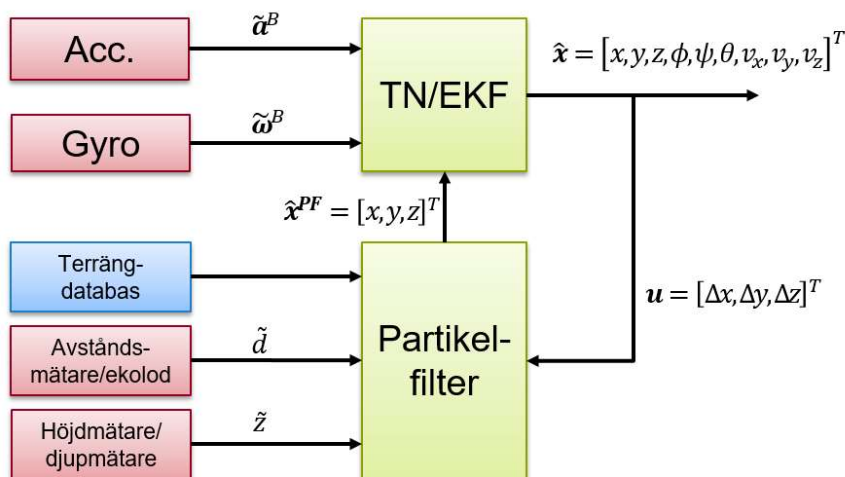 Acc.
ã^B
TN/EKF
x̂ = [x, y, z, ϕ, ψ, θ, v_x, v_y, v_z]^T
Gyro
ω̃^B
x̂^PF = [x, y, z]^T
Terräng-
databas
u = [Δx, Δy, Δz]^T
Avstånds-
mätare/ekolod
d̃
Partikel-
filter
Höjdmätare/
djupmätare
z̃